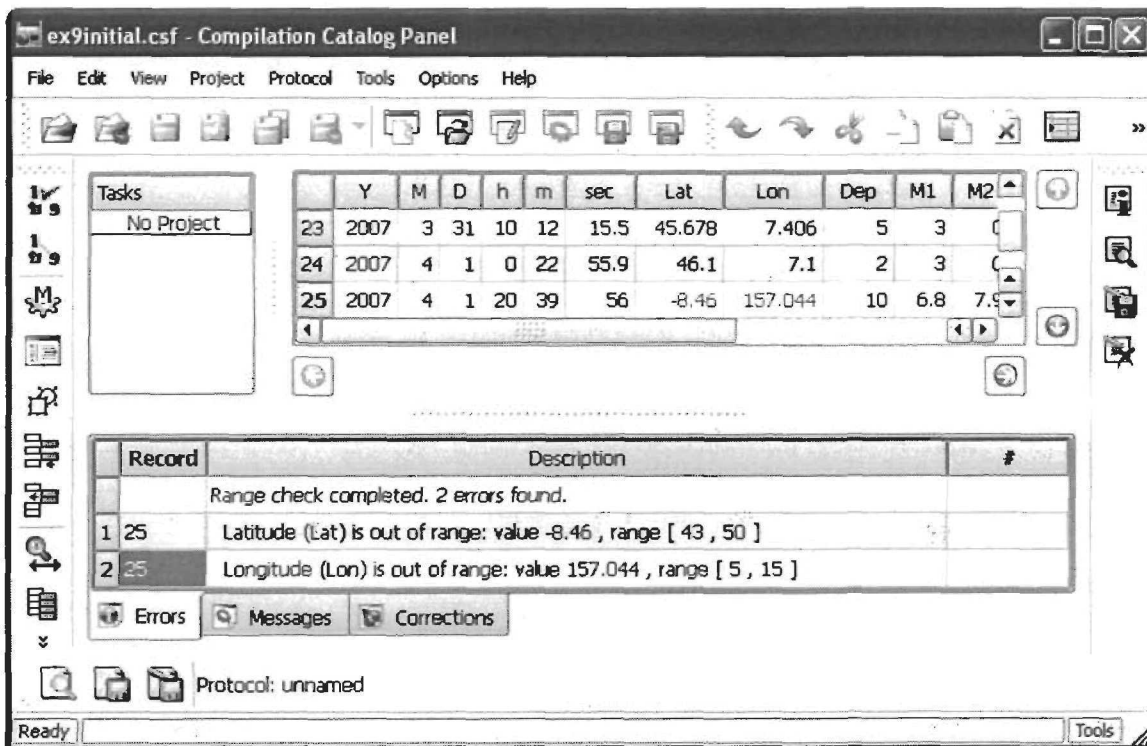 ex9initial.csf - Compilation Catalog Panel
File Edit View Project Protocol Tools Options Help
»
Tasks
No Project
Y M D h m sec Lat Lon Dep M1 M2
23 2007 3 31 10 12 15.5 45.678 7.406 5 3
24 2007 4 1 0 22 55.9 46.1 7.1 2 3
25 2007 4 1 20 39 56 -8.46 157.044 10 6.8 7.9
Record Description #
Range check completed. 2 errors found.
1 25 Latitude (Lat) is out of range: value -8.46 , range [ 43 , 50 ]
2 25 Longitude (Lon) is out of range: value 157.044 , range [ 5 , 15 ]
Errors Messages Corrections
Protocol: unnamed
Ready Tools